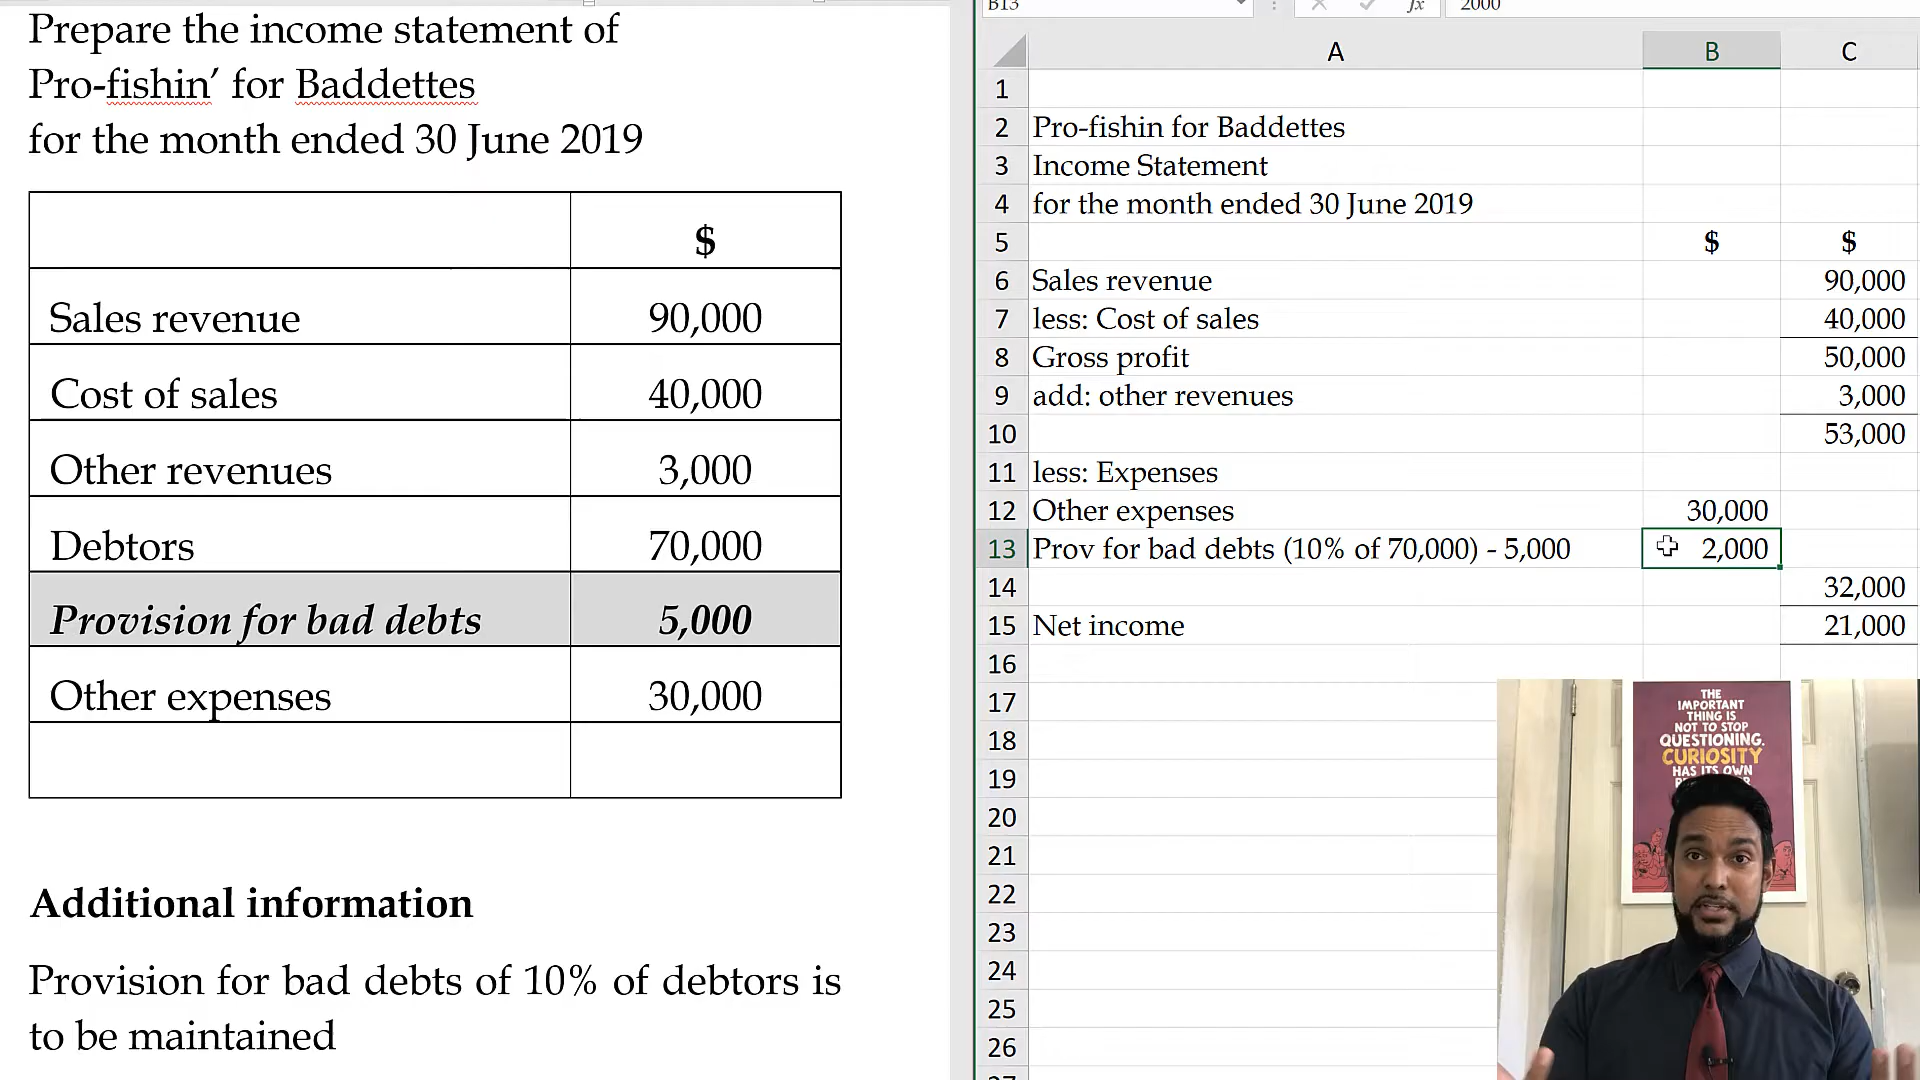 Prepare the income statement of
Pro-fishin’ for Baddettes
for the month ended 30 June 2019
$
Sales revenue 90,000
Cost of sales 40,000
Other revenues 3,000
Debtors 70,000
Provision for bad debts 5,000
Other expenses 30,000
Additional information
Provision for bad debts of 10% of debtors is
to be maintained
B13 fx 2000
A B C
1
2 Pro-fishin for Baddettes
3 Income Statement
4 for the month ended 30 June 2019
5 $ $
6 Sales revenue 90,000
7 less: Cost of sales 40,000
8 Gross profit 50,000
9 add: other revenues 3,000
10 53,000
11 less: Expenses
12 Other expenses 30,000
13 Prov for bad debts (10% of 70,000) - 5,000 2,000
14 32,000
15 Net income 21,000
16
17
18
19
20
21
22
23
24
25
26
27
THE
IMPORTANT
THING IS
NOT TO STOP
QUESTIONING.
CURIOSITY
HAS ITS OWN